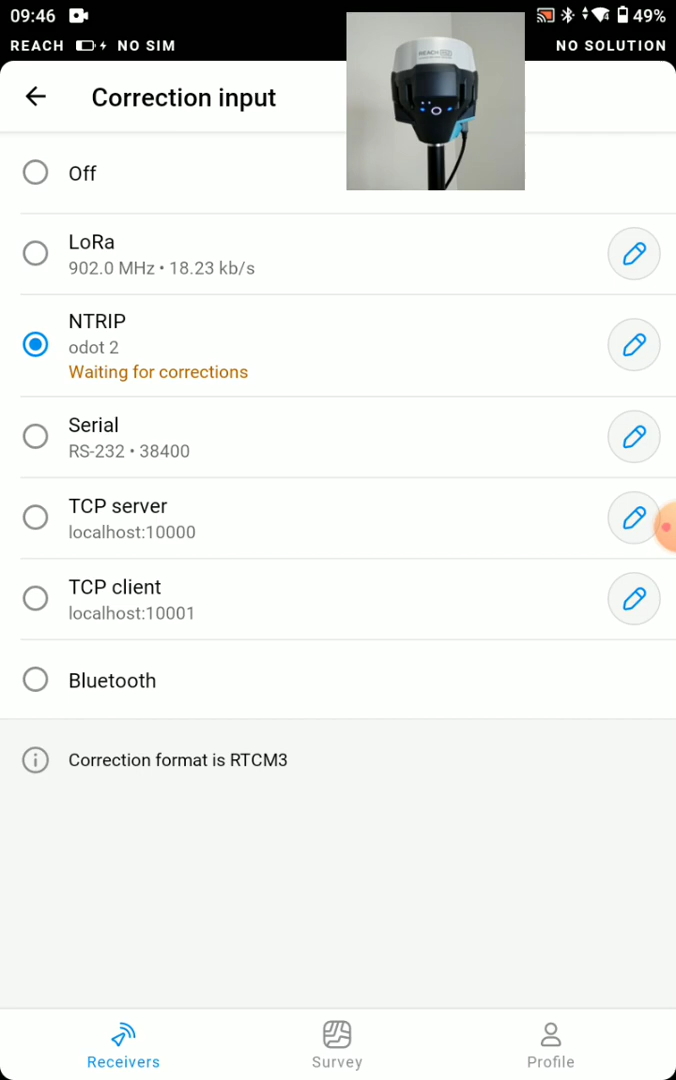 09:46
49%
REACH NO SIM
NO SOLUTION
REACH
Correction input
Off
LoRa
902.0 MHz • 18.23 kb/s
NTRIP
odot 2
Waiting for corrections
Serial
RS-232 • 38400
TCP server
localhost:10000
TCP client
localhost:10001
Bluetooth
Correction format is RTCM3
Receivers
Survey
Profile